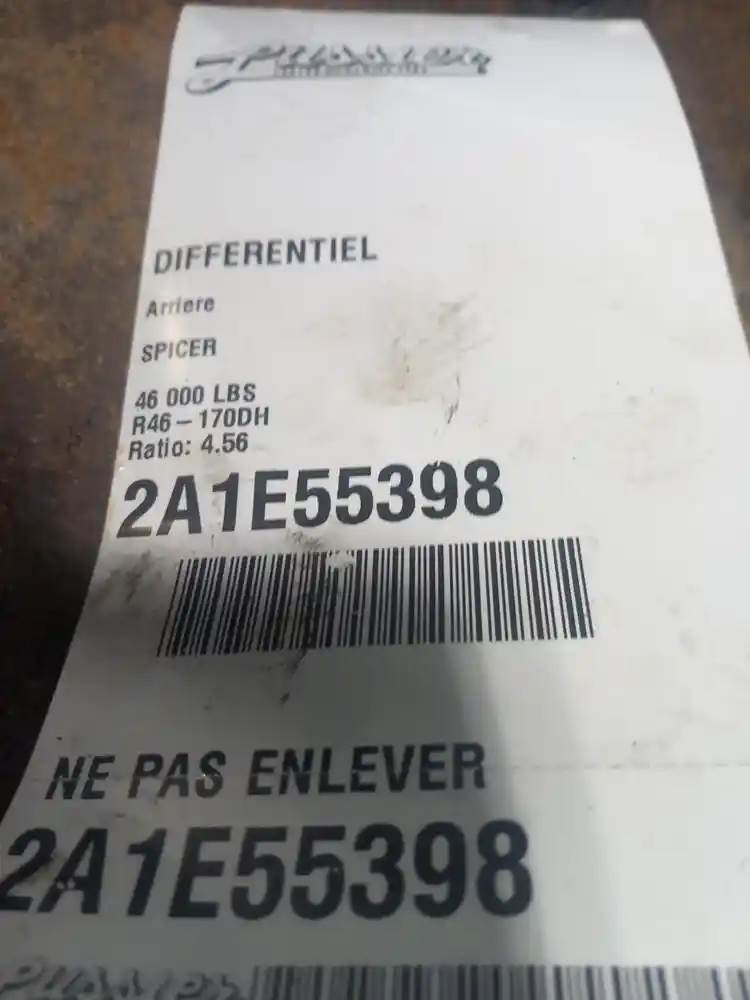 DIFFERENTIEL
Arriere
SPICER
46 000 LBS
R46-170DH
Ratio: 4.56
2A1E55398
NE PAS ENLEVER
2A1E55398